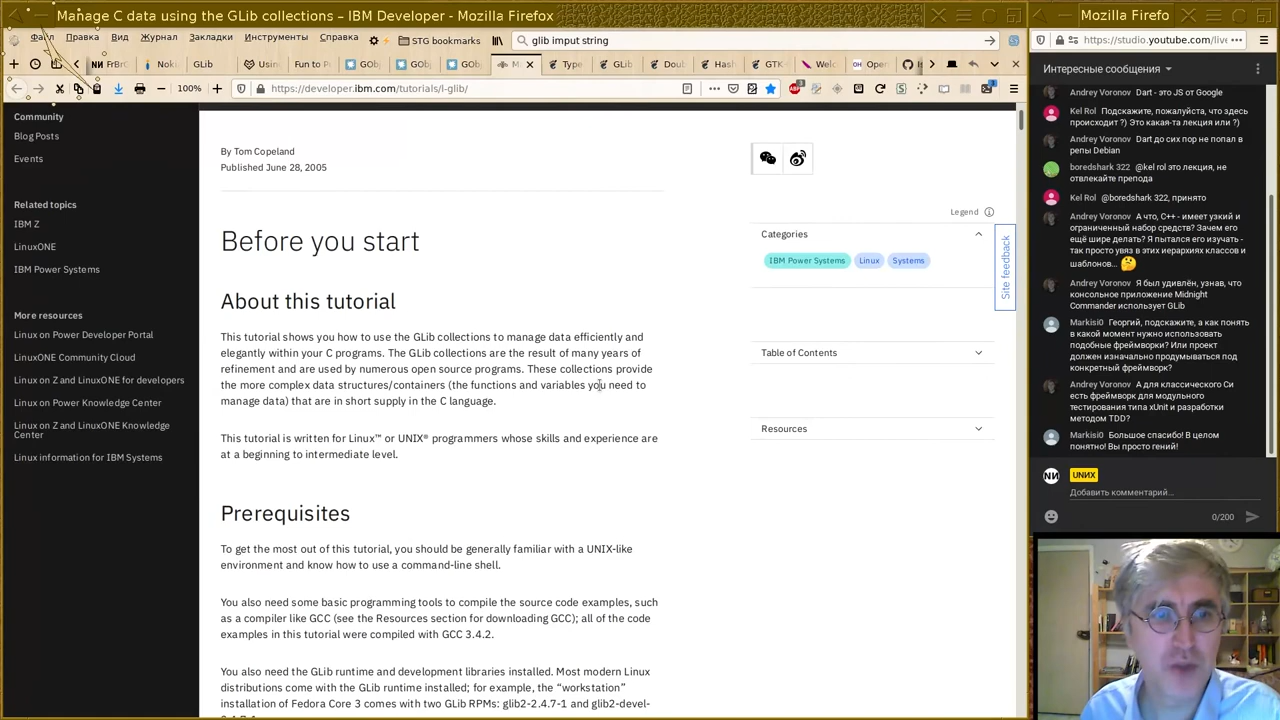 Manage C data using the GLib collections – IBM Developer - Mozilla Firefox
Файл Правка Вид Журнал Закладки Инструменты Справка
STG bookmarks
glib imput string
FrBrC
Noki
GLib
Using
Fun to P
GOb
GOb
GOb
M
Type
GLib
Doub
Hash
GTK-
Welc
Open
100%
https://developer.ibm.com/tutorials/l-glib/
Community
Blog Posts
Events
Related topics
IBM Z
LinuxONE
IBM Power Systems
More resources
Linux on Power Developer Portal
LinuxONE Community Cloud
Linux on Z and LinuxONE for developers
Linux on Power Knowledge Center
Linux on Z and LinuxONE Knowledge
Center
Linux information for IBM Systems
By Tom Copeland
Published June 28, 2005
Before you start
About this tutorial
This tutorial shows you how to use the GLib collections to manage data efficiently and
elegantly within your C programs. The GLib collections are the result of many years of
refinement and are used by numerous open source programs. These collections provide
the more complex data structures/containers (the functions and variables you need to
manage data) that are in short supply in the C language.
This tutorial is written for Linux™ or UNIX® programmers whose skills and experience are
at a beginning to intermediate level.
Prerequisites
To get the most out of this tutorial, you should be generally familiar with a UNIX-like
environment and know how to use a command-line shell.
You also need some basic programming tools to compile the source code examples, such
as a compiler like GCC (see the Resources section for downloading GCC); all of the code
examples in this tutorial were compiled with GCC 3.4.2.
You also need the GLib runtime and development libraries installed. Most modern Linux
distributions come with the GLib runtime installed; for example, the “workstation”
installation of Fedora Core 3 comes with two GLib RPMs: glib2-2.4.7-1 and glib2-devel-
Legend
Categories
IBM Power Systems
Linux
Systems
Table of Contents
Resources
Site feedback
Mozilla Firefo
https://studio.youtube.com/live
Интересные сообщения
Andrey Voronov Dart - это JS от Google
Kel Rol Подскажите, пожалуйста, что здесь
происходит ?) Это какая-та лекция или ?)
Andrey Voronov Dart до сих пор не попал в
репы Debian
boredshark 322 @kel rol это лекция, не
отвлекайте препода
Kel Rol @boredshark 322, принято
Andrey Voronov А что, С++ - имеет узкий и
ограниченный набор средств? Зачем его
ещё шире делать? Я пытался его изучать -
так просто увяз в этих иерархиях классов и
шаблонов... 🤔
Andrey Voronov Я был удивлён, узнав, что
консольное приложение Midnight
Commander использует GLib
Markisi0 Георгий, подскажите, а как понять
в какой момент нужно использовать
подобные фреймворки? Или проект
должен изначально продумываться под
конкретный фреймворк?
Andrey Voronov А для классического Си
есть фреймворк для модульного
тестирования типа xUnit и разработки
методом TDD?
Markisi0 Большое спасибо! В целом
понятно! Вы просто гений!
NИ
UNИX
Добавить комментарий...
0/200